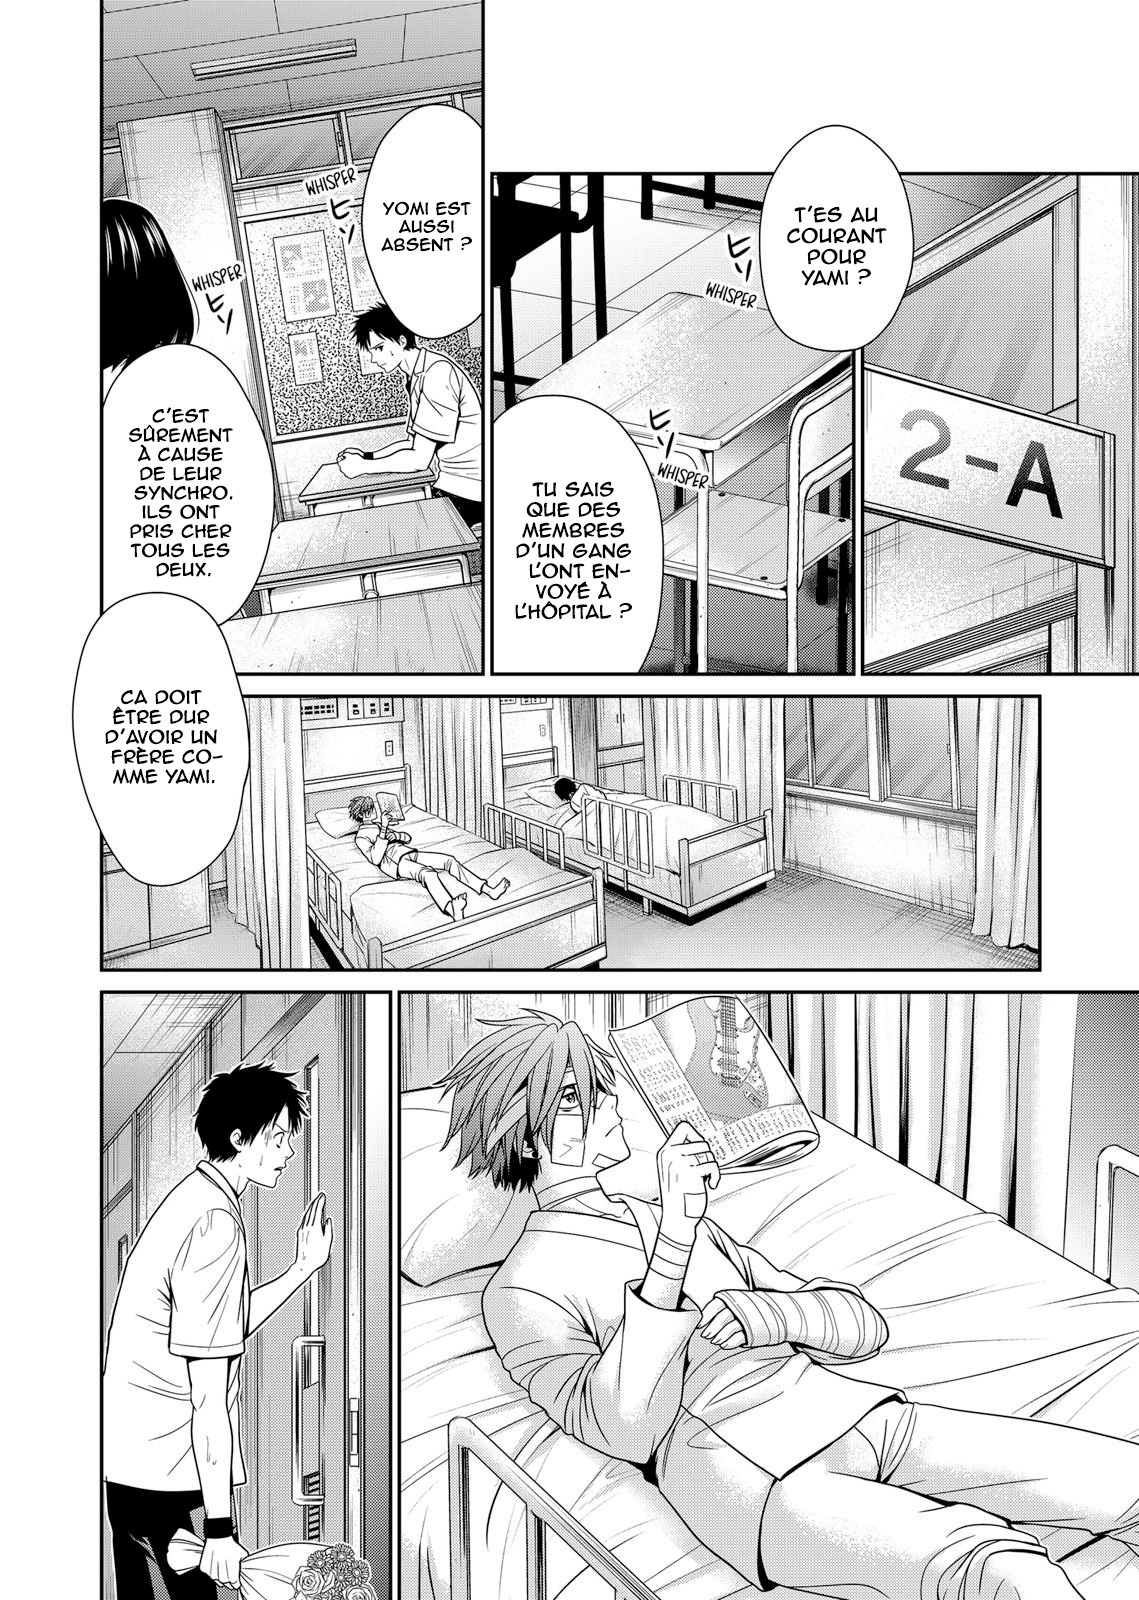 T'ES AU
COURANT
POUR
YAMI ?
2-A
WHISPER
ヒソ
WHISPER
ヒソ
TU SAIS
QUE DES
MEMBRES
D'UN GANG
L'ONT EN-
VOYÉ À
L'HÔPITAL ?
YOMI EST
AUSSI
ABSENT ?
WHISPER
ヒソ
WHISPER
ヒソ
C'EST
SÛREMENT
À CAUSE
DE LEUR
SYNCHRO.
ILS ONT
PRIS CHER
TOUS LES
DEUX.
CA DOIT
ÊTRE DUR
D'AVOIR UN
FRÈRE CO-
MME YAMI.